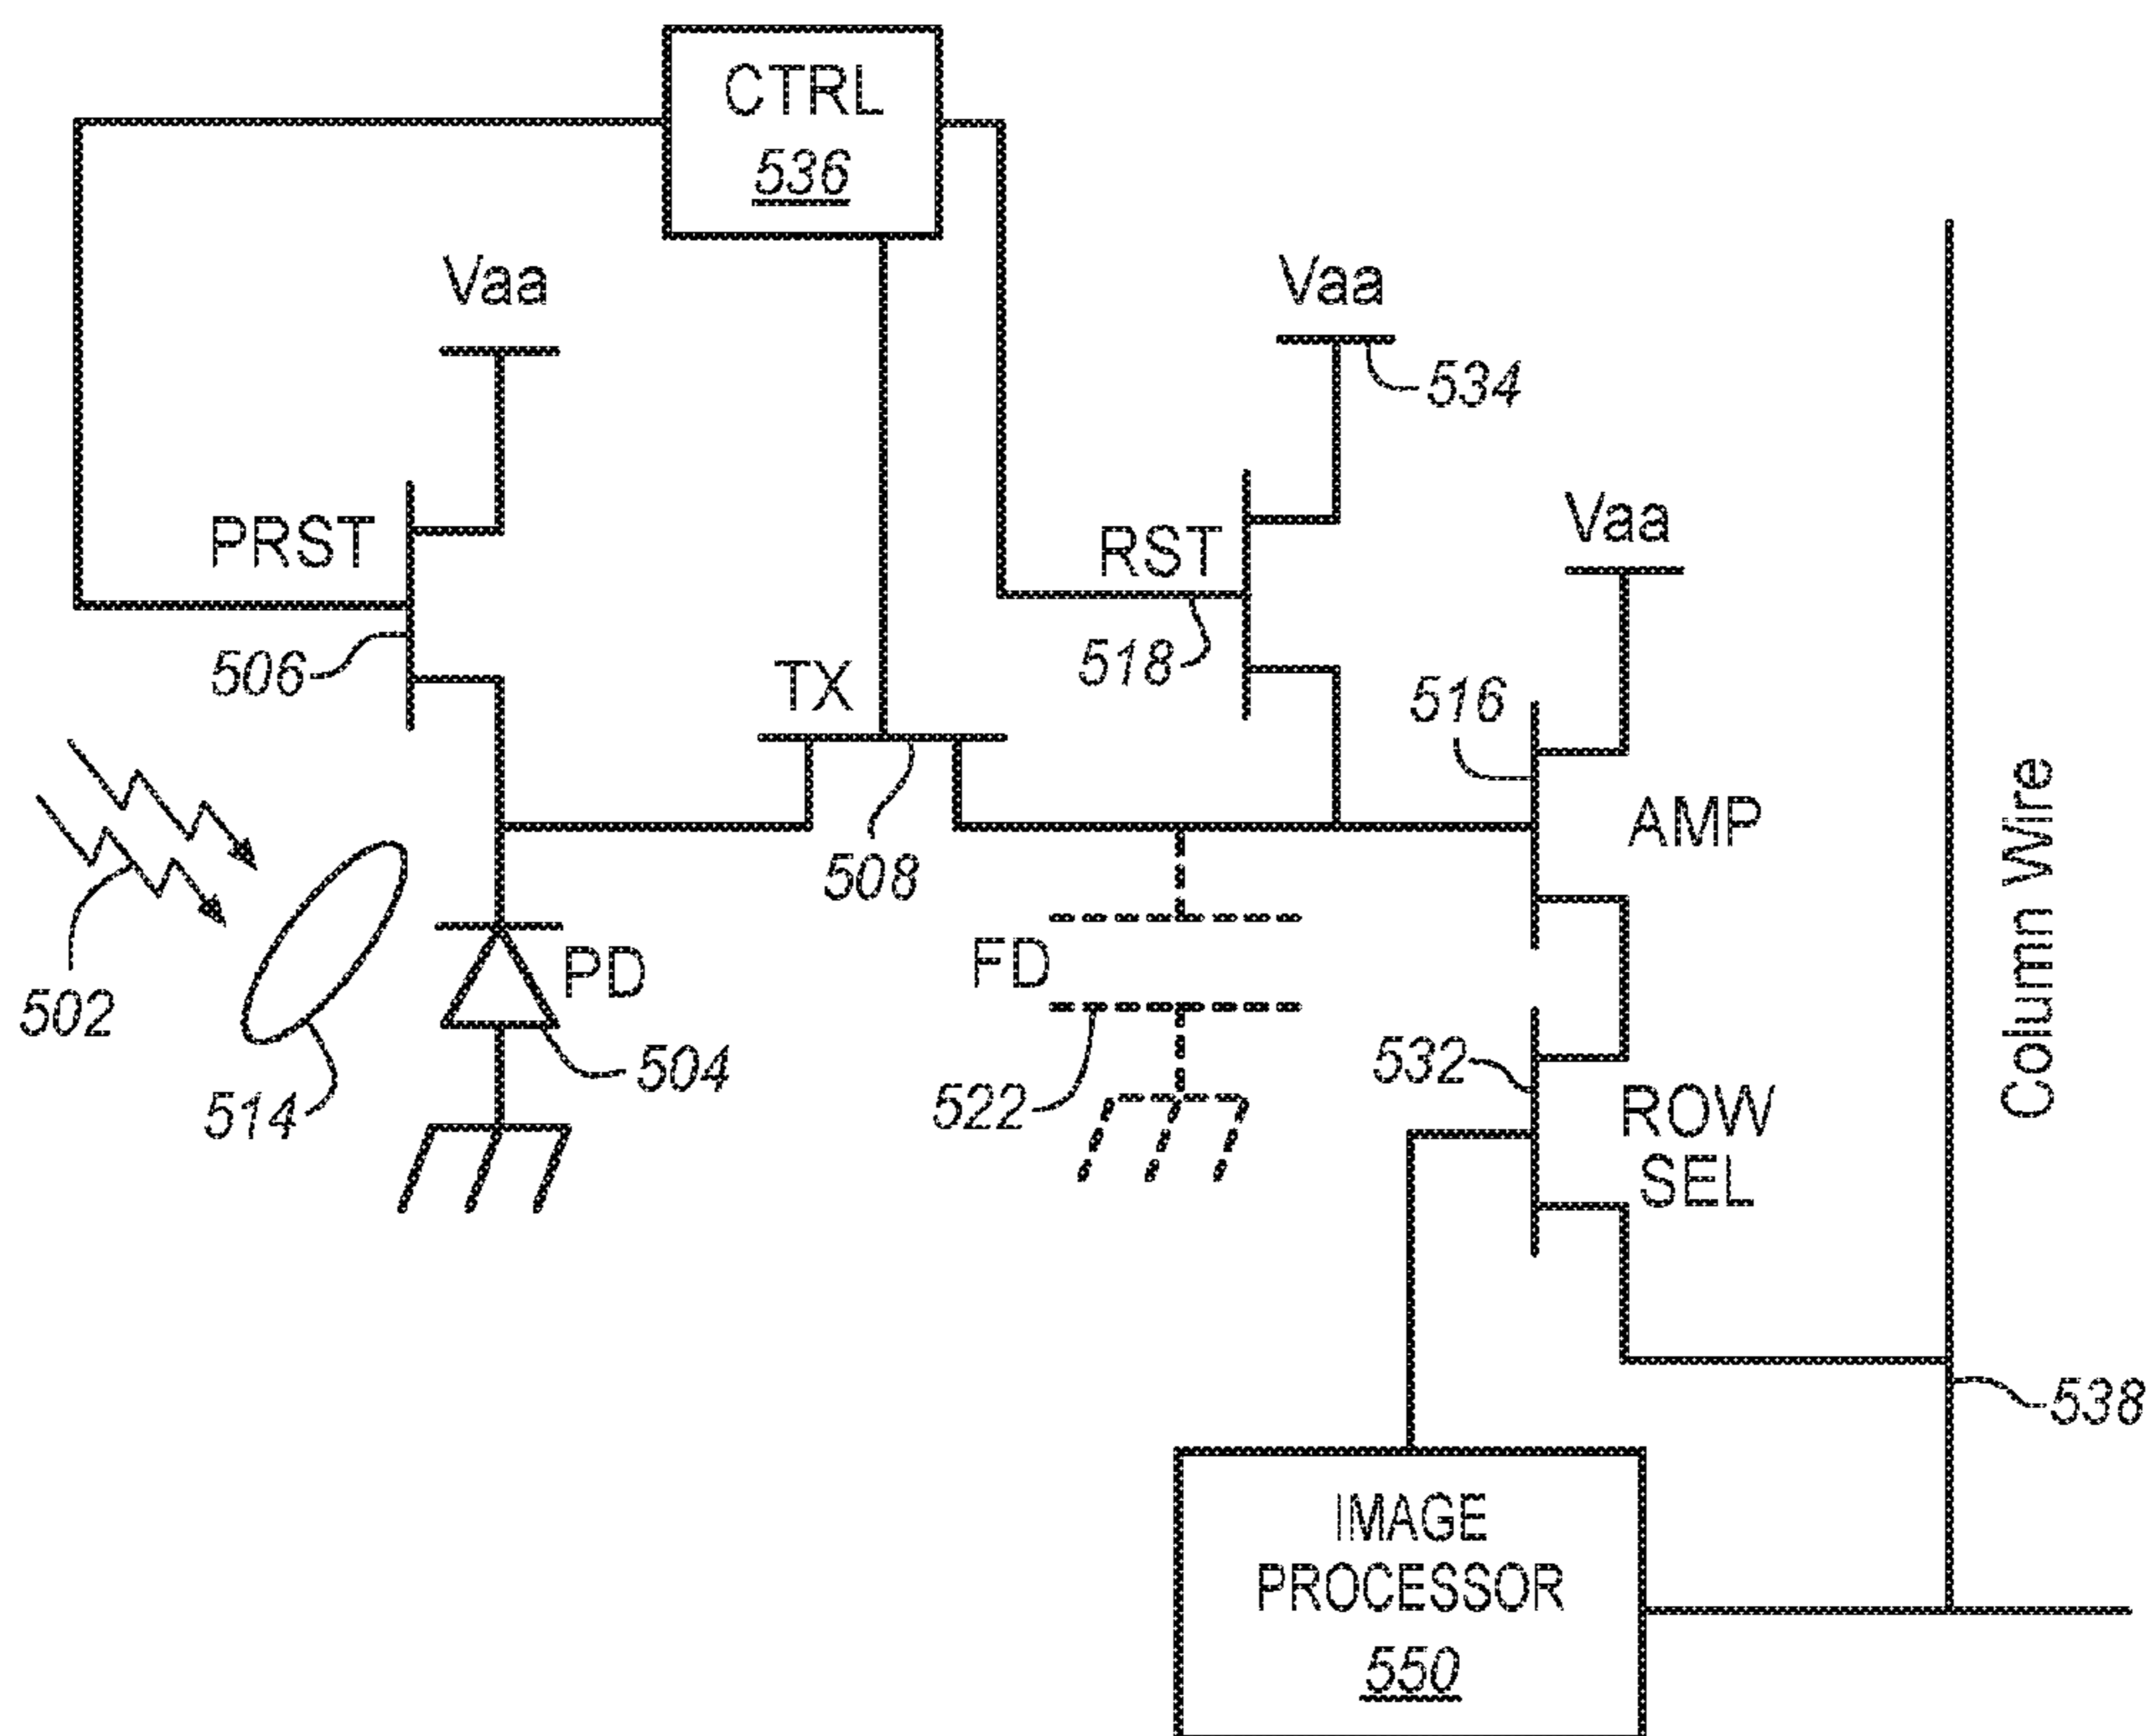 CTRL
536
Vaa
Vaa
534
PRST
RST
Vaa
506
518
TX
516
AMP
502
508
514
PD
504
FD
522
532
ROW
SEL
Column Wire
538
IMAGE
PROCESSOR
550